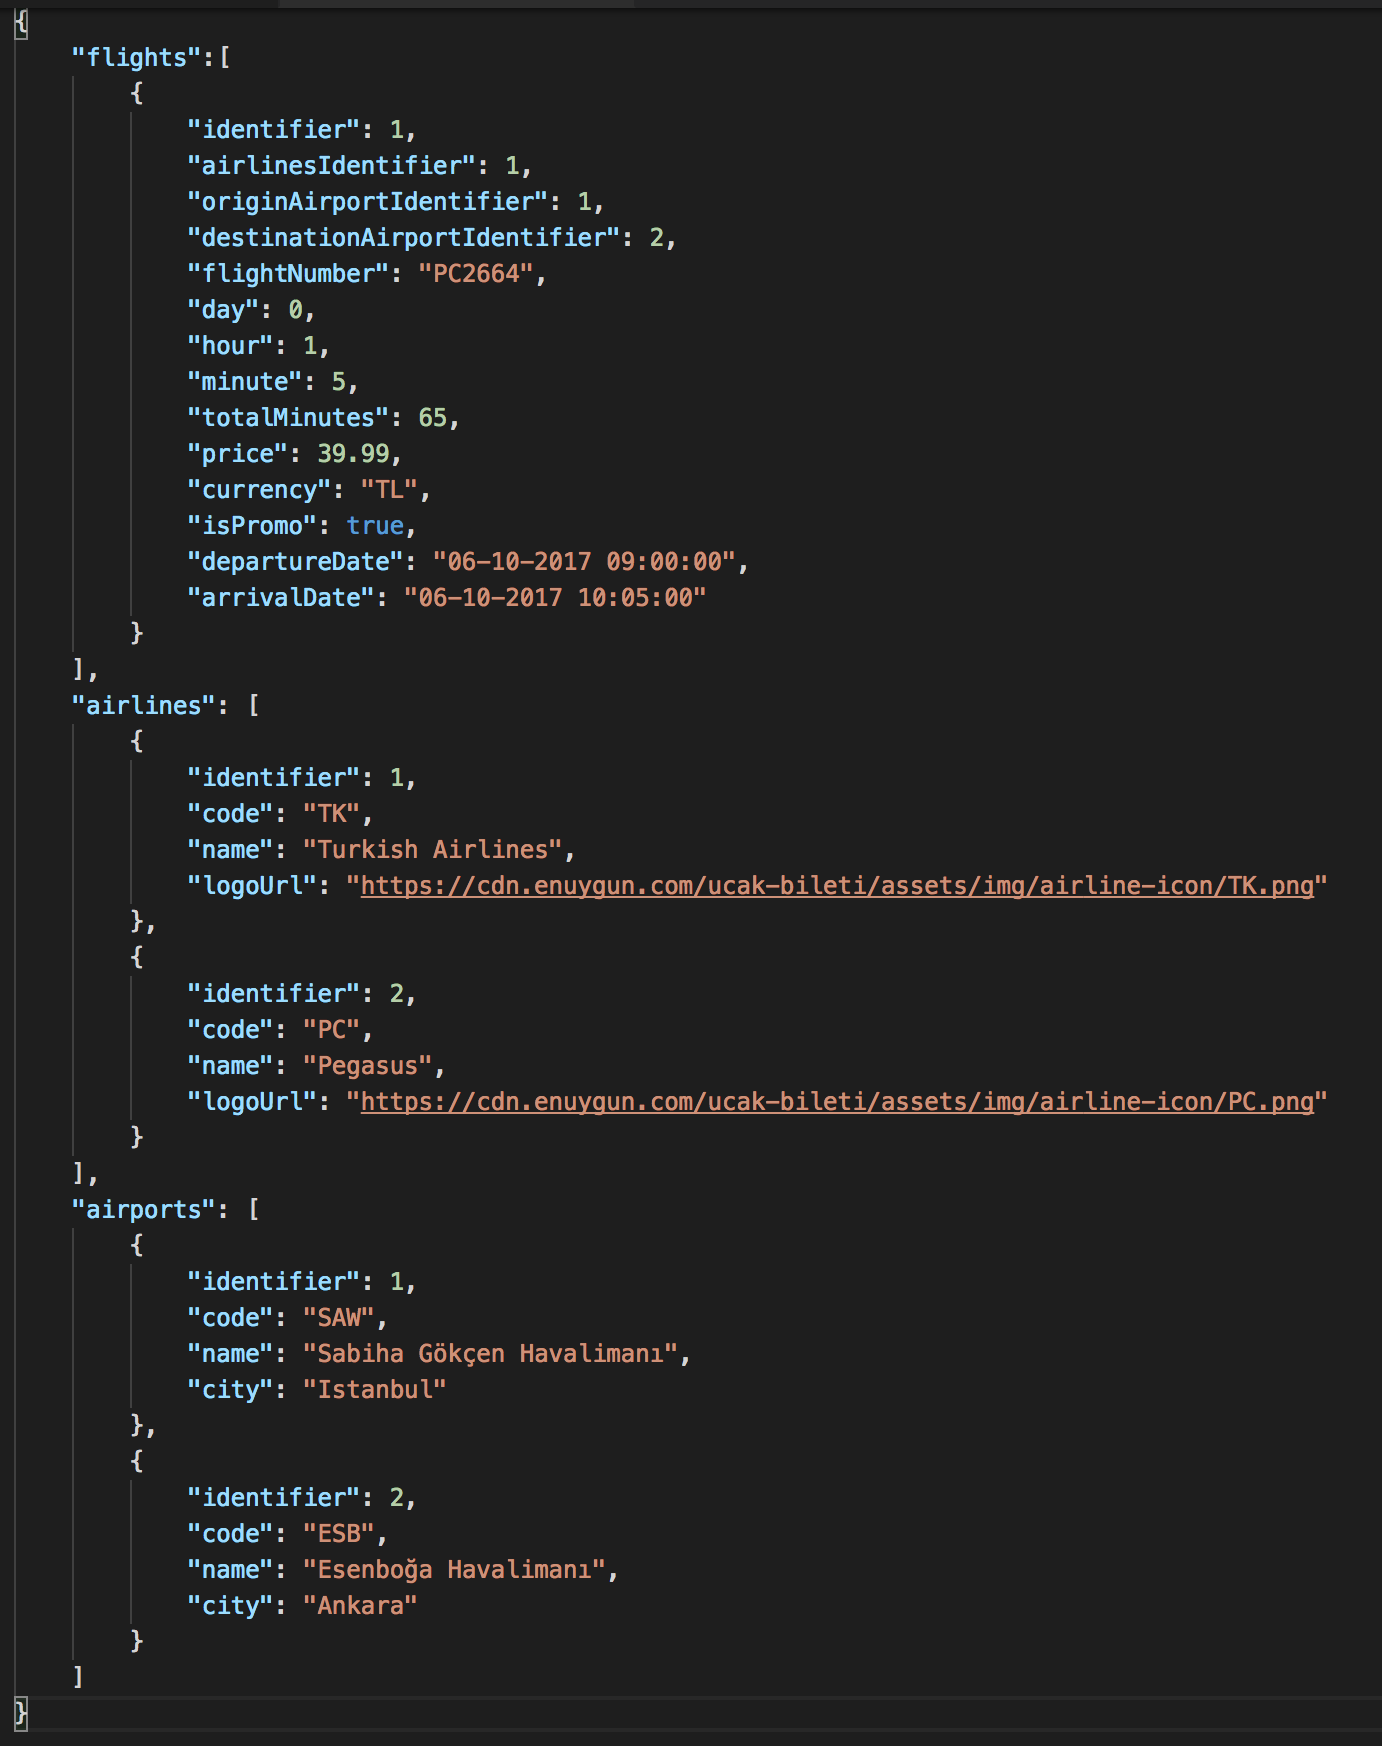 {
    "flights":[
        {
            "identifier": 1,
            "airlinesIdentifier": 1,
            "originAirportIdentifier": 1,
            "destinationAirportIdentifier": 2,
            "flightNumber": "PC2664",
            "day": 0,
            "hour": 1,
            "minute": 5,
            "totalMinutes": 65,
            "price": 39.99,
            "currency": "TL",
            "isPromo": true,
            "departureDate": "06-10-2017 09:00:00",
            "arrivalDate": "06-10-2017 10:05:00"
        }
    ],
    "airlines": [
        {
            "identifier": 1,
            "code": "TK",
            "name": "Turkish Airlines",
            "logoUrl": "https://cdn.enuygun.com/ucak-bileti/assets/img/airline-icon/TK.png"
        },
        {
            "identifier": 2,
            "code": "PC",
            "name": "Pegasus",
            "logoUrl": "https://cdn.enuygun.com/ucak-bileti/assets/img/airline-icon/PC.png"
        }
    ],
    "airports": [
        {
            "identifier": 1,
            "code": "SAW",
            "name": "Sabiha Gökçen Havalimanı",
            "city": "Istanbul"
        },
        {
            "identifier": 2,
            "code": "ESB",
            "name": "Esenboğa Havalimanı",
            "city": "Ankara"
        }
    ]
}